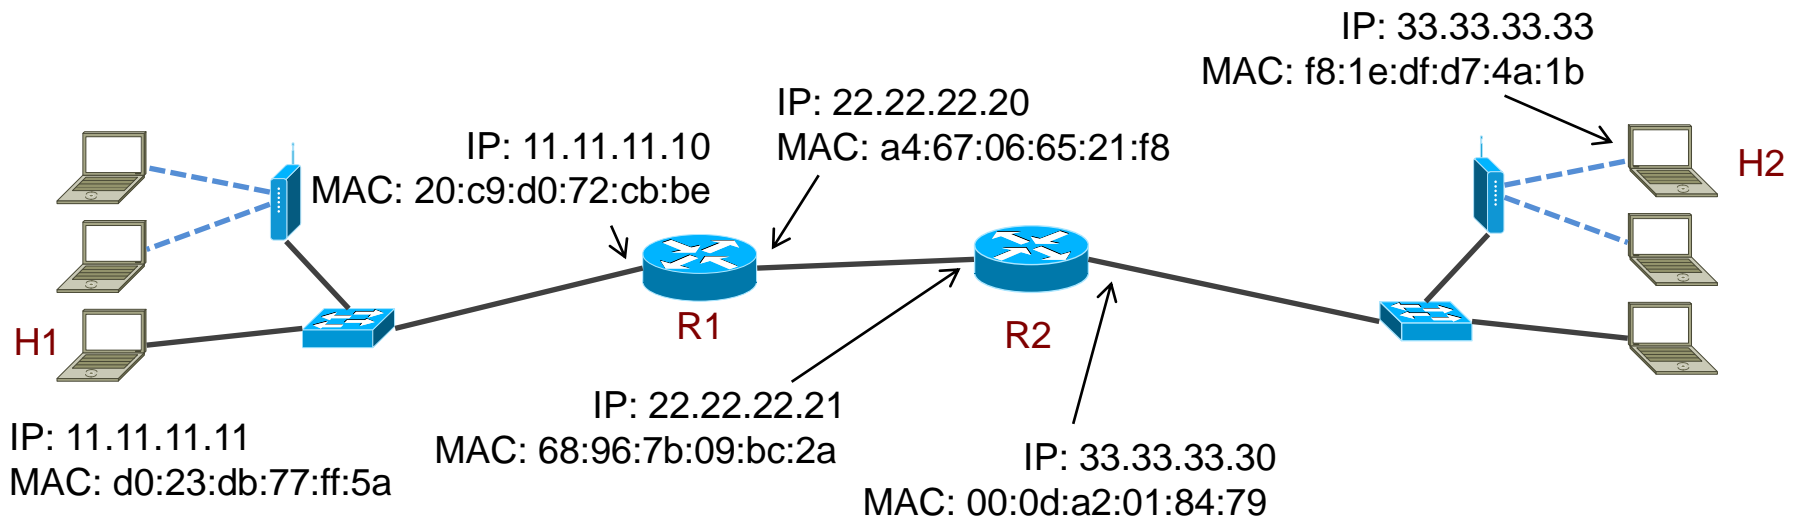 IP: 33.33.33.33
MAC: f8:1e:df:d7:4a:1b
IP: 22.22.22.20
MAC: a4:67:06:65:21:f8
IP: 11.11.11.10
MAC: 20:c9:d0:72:cb:be
H2
H1
R1
R2
IP: 22.22.22.21
MAC: 68:96:7b:09:bc:2a
IP: 11.11.11.11
MAC: d0:23:db:77:ff:5a
IP: 33.33.33.30
MAC: 00:0d:a2:01:84:79